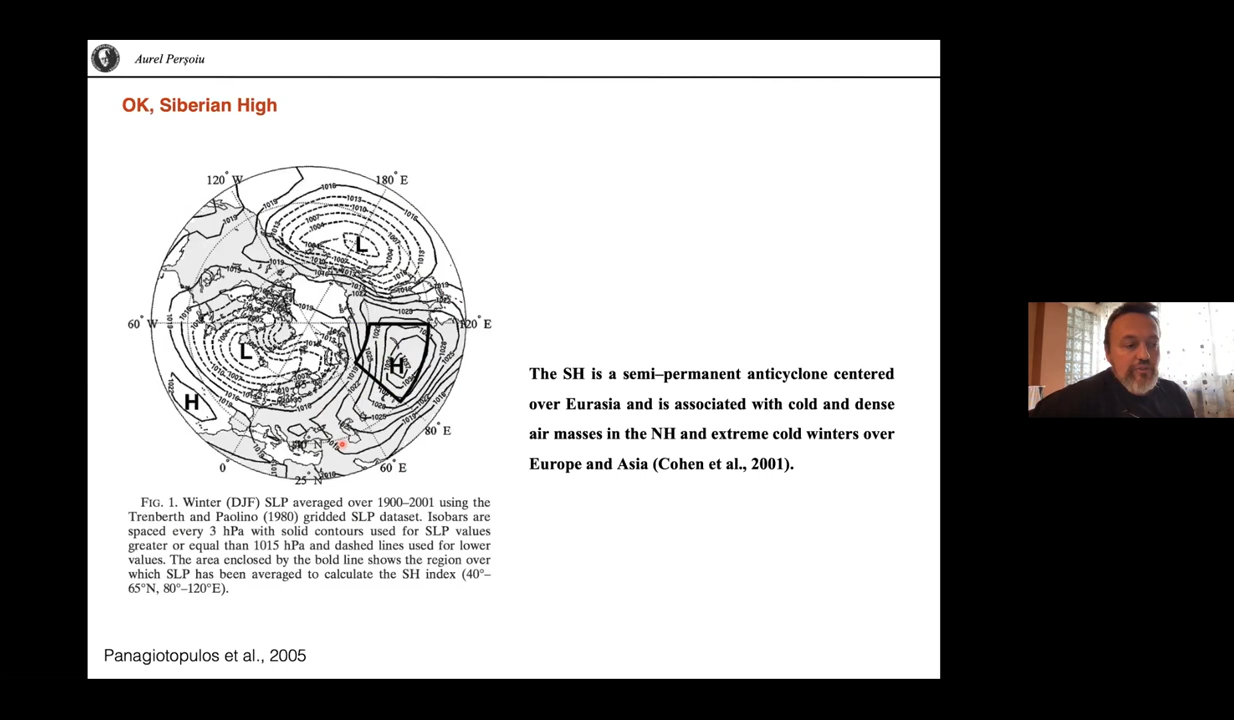 Aurel Perșoiu
OK, Siberian High
120° W
180° E
60° W
120° E
80° E
0°
60° E
25° N
L
L
H
H
The SH is a semi–permanent anticyclone centered
over Eurasia and is associated with cold and dense
air masses in the NH and extreme cold winters over
Europe and Asia (Cohen et al., 2001).
FIG. 1. Winter (DJF) SLP averaged over 1900–2001 using the
Trenberth and Paolino (1980) gridded SLP dataset. Isobars are
spaced every 3 hPa with solid contours used for SLP values
greater or equal than 1015 hPa and dashed lines used for lower
values. The area enclosed by the bold line shows the region over
which SLP has been averaged to calculate the SH index (40°–
65°N, 80°–120°E).
Panagiotopulos et al., 2005